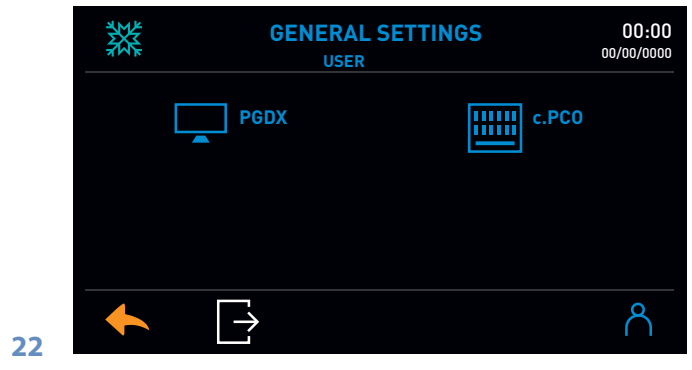 GENERAL SETTINGS
USER
00:00
00/00/0000
PGDX
c.PCO
22